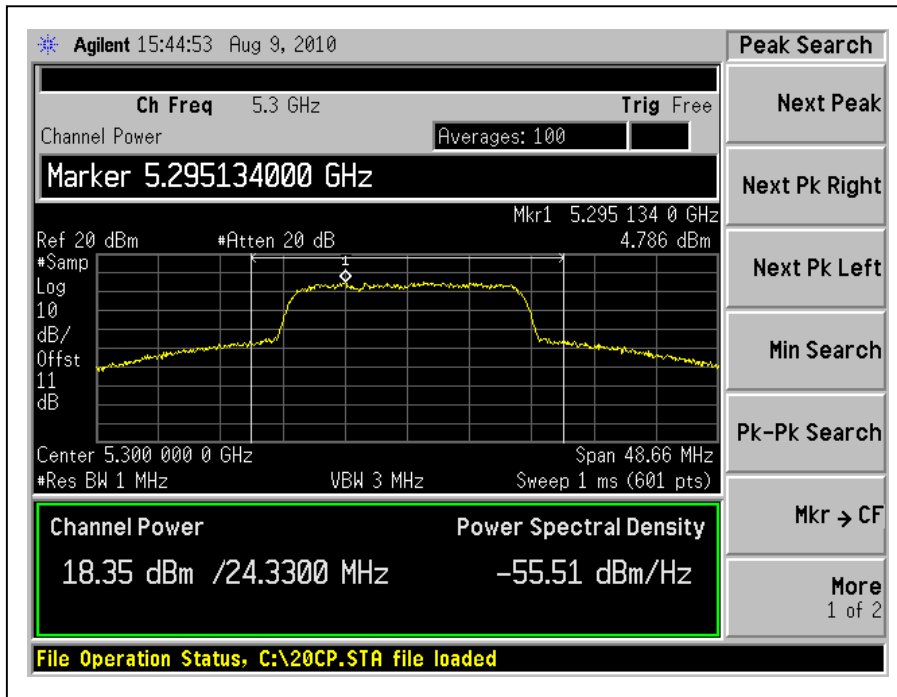 Agilent 15:44:53 Aug 9, 2010
Peak Search
Ch Freq 5.3 GHz Trig Free
Channel Power Averages: 100
Marker 5.295134000 GHz
Mkr1 5.295 134 0 GHz
Ref 20 dBm #Atten 20 dB 4.786 dBm
#Samp
Log
10
dB/
Offst
11
dB
1
Center 5.300 000 0 GHz Span 48.66 MHz
#Res BW 1 MHz VBW 3 MHz Sweep 1 ms (601 pts)
Channel Power Power Spectral Density
18.35 dBm /24.3300 MHz -55.51 dBm/Hz
File Operation Status, C:\20CP.STA file loaded
Next Peak
Next Pk Right
Next Pk Left
Min Search
Pk-Pk Search
Mkr → CF
More
1 of 2